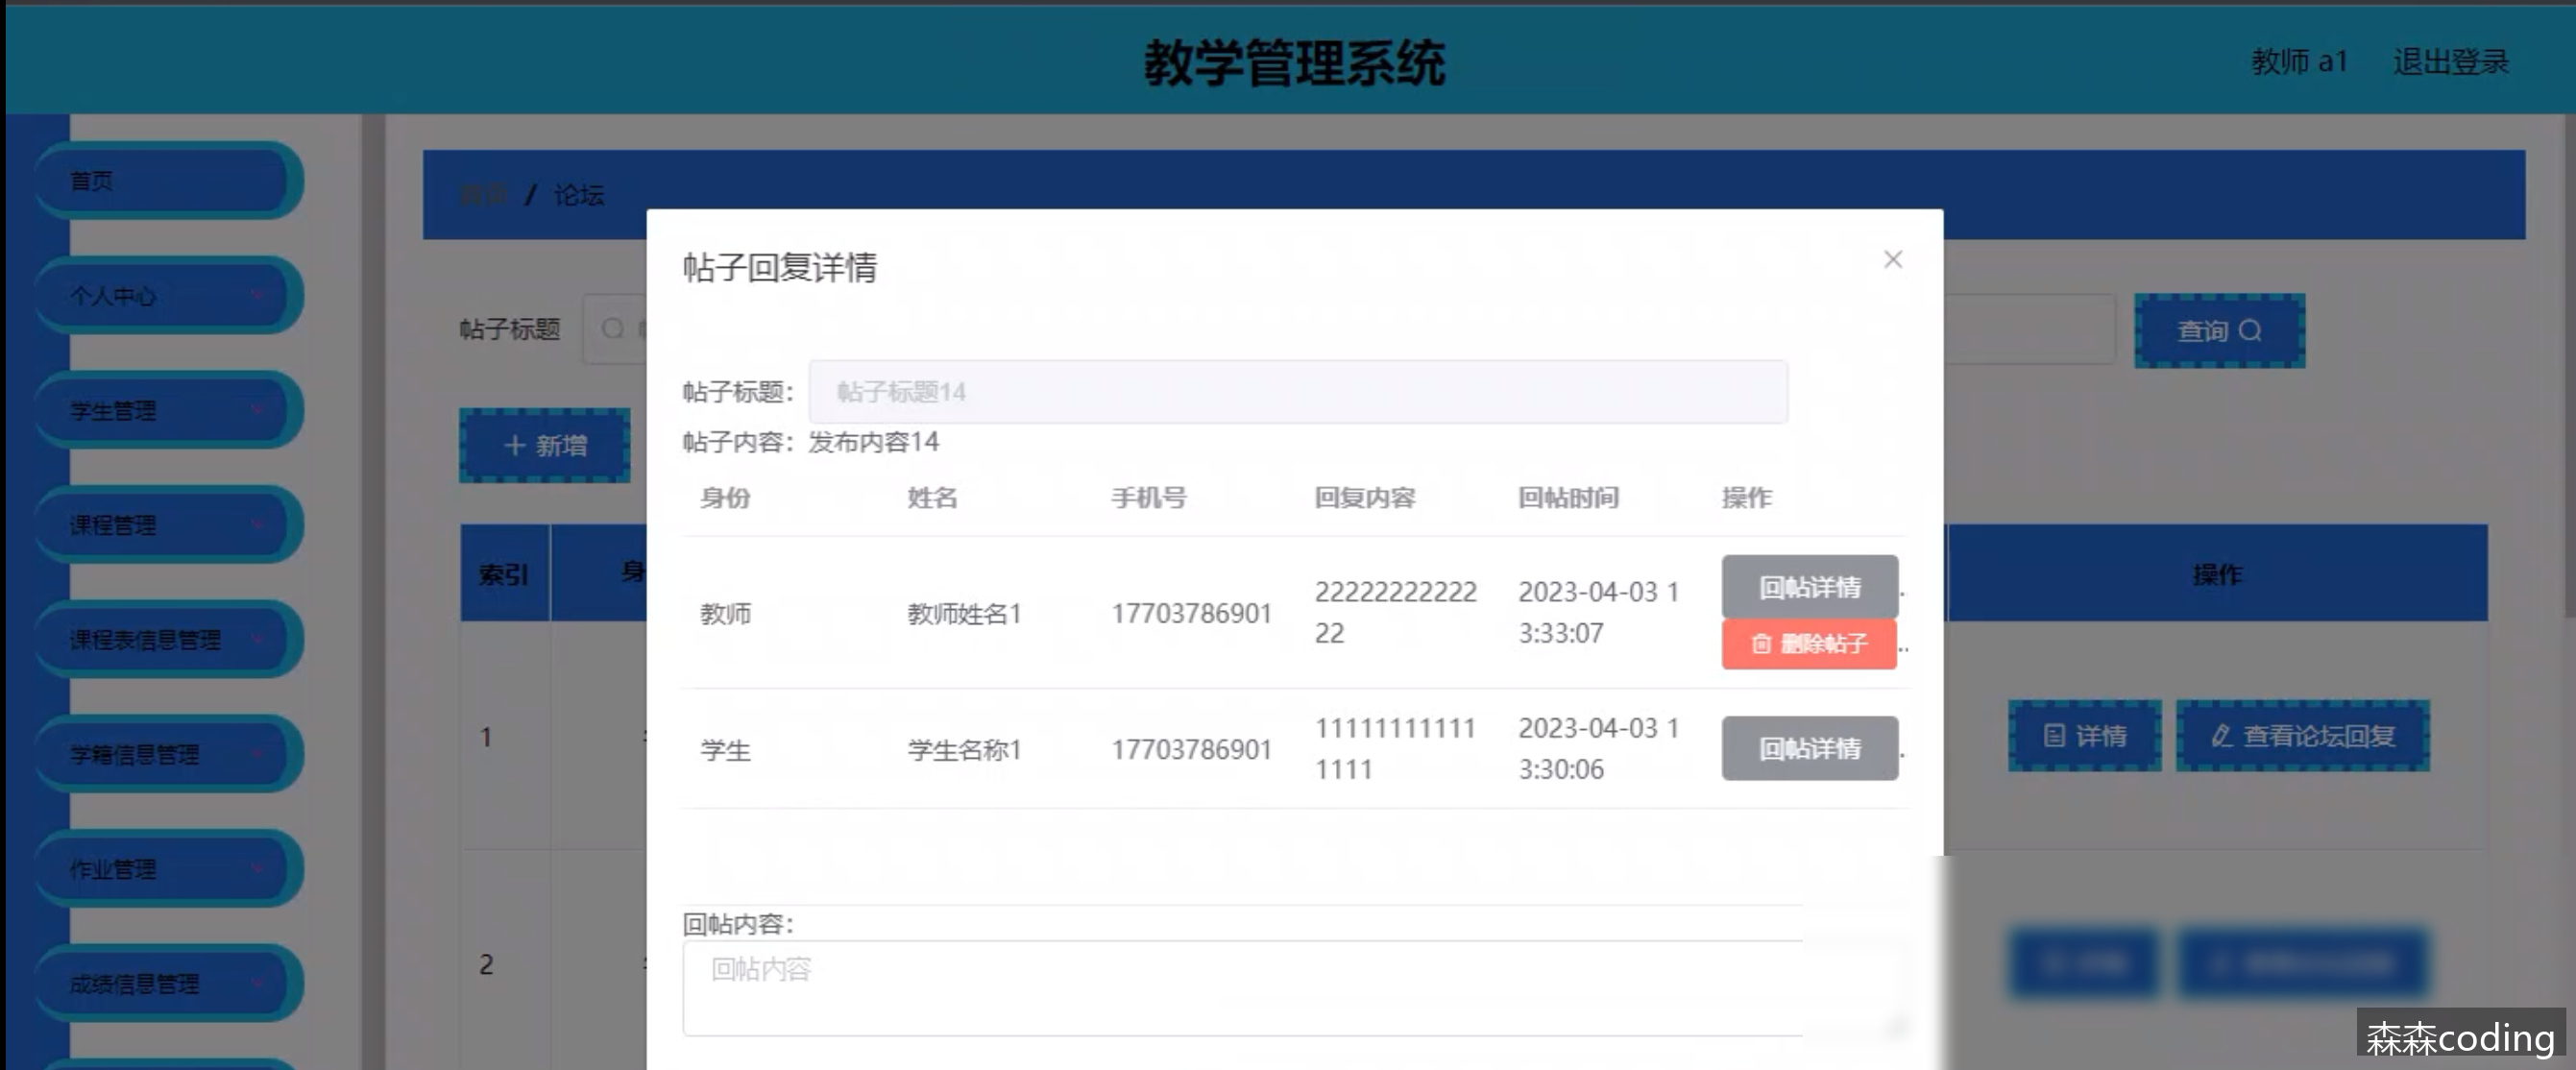 教学管理系统
教师 a1
退出登录
首页
个人中心
学生管理
课程管理
课程表信息管理
学籍信息管理
作业管理
成绩信息管理
/ 论坛
帖子标题
查询
+ 新增
索引
身
操作
1
详情
查看论坛回复
2
帖子回复详情
帖子标题：
帖子标题14
帖子内容：发布内容14
身份 姓名 手机号 回复内容 回帖时间 操作
教师 教师姓名1 17703786901
22222222222
22
2023-04-03 1
3:33:07
回帖详情
删除帖子
学生 学生名称1 17703786901
11111111111
1111
2023-04-03 1
3:30:06
回帖详情
回帖内容：
回帖内容
森森coding